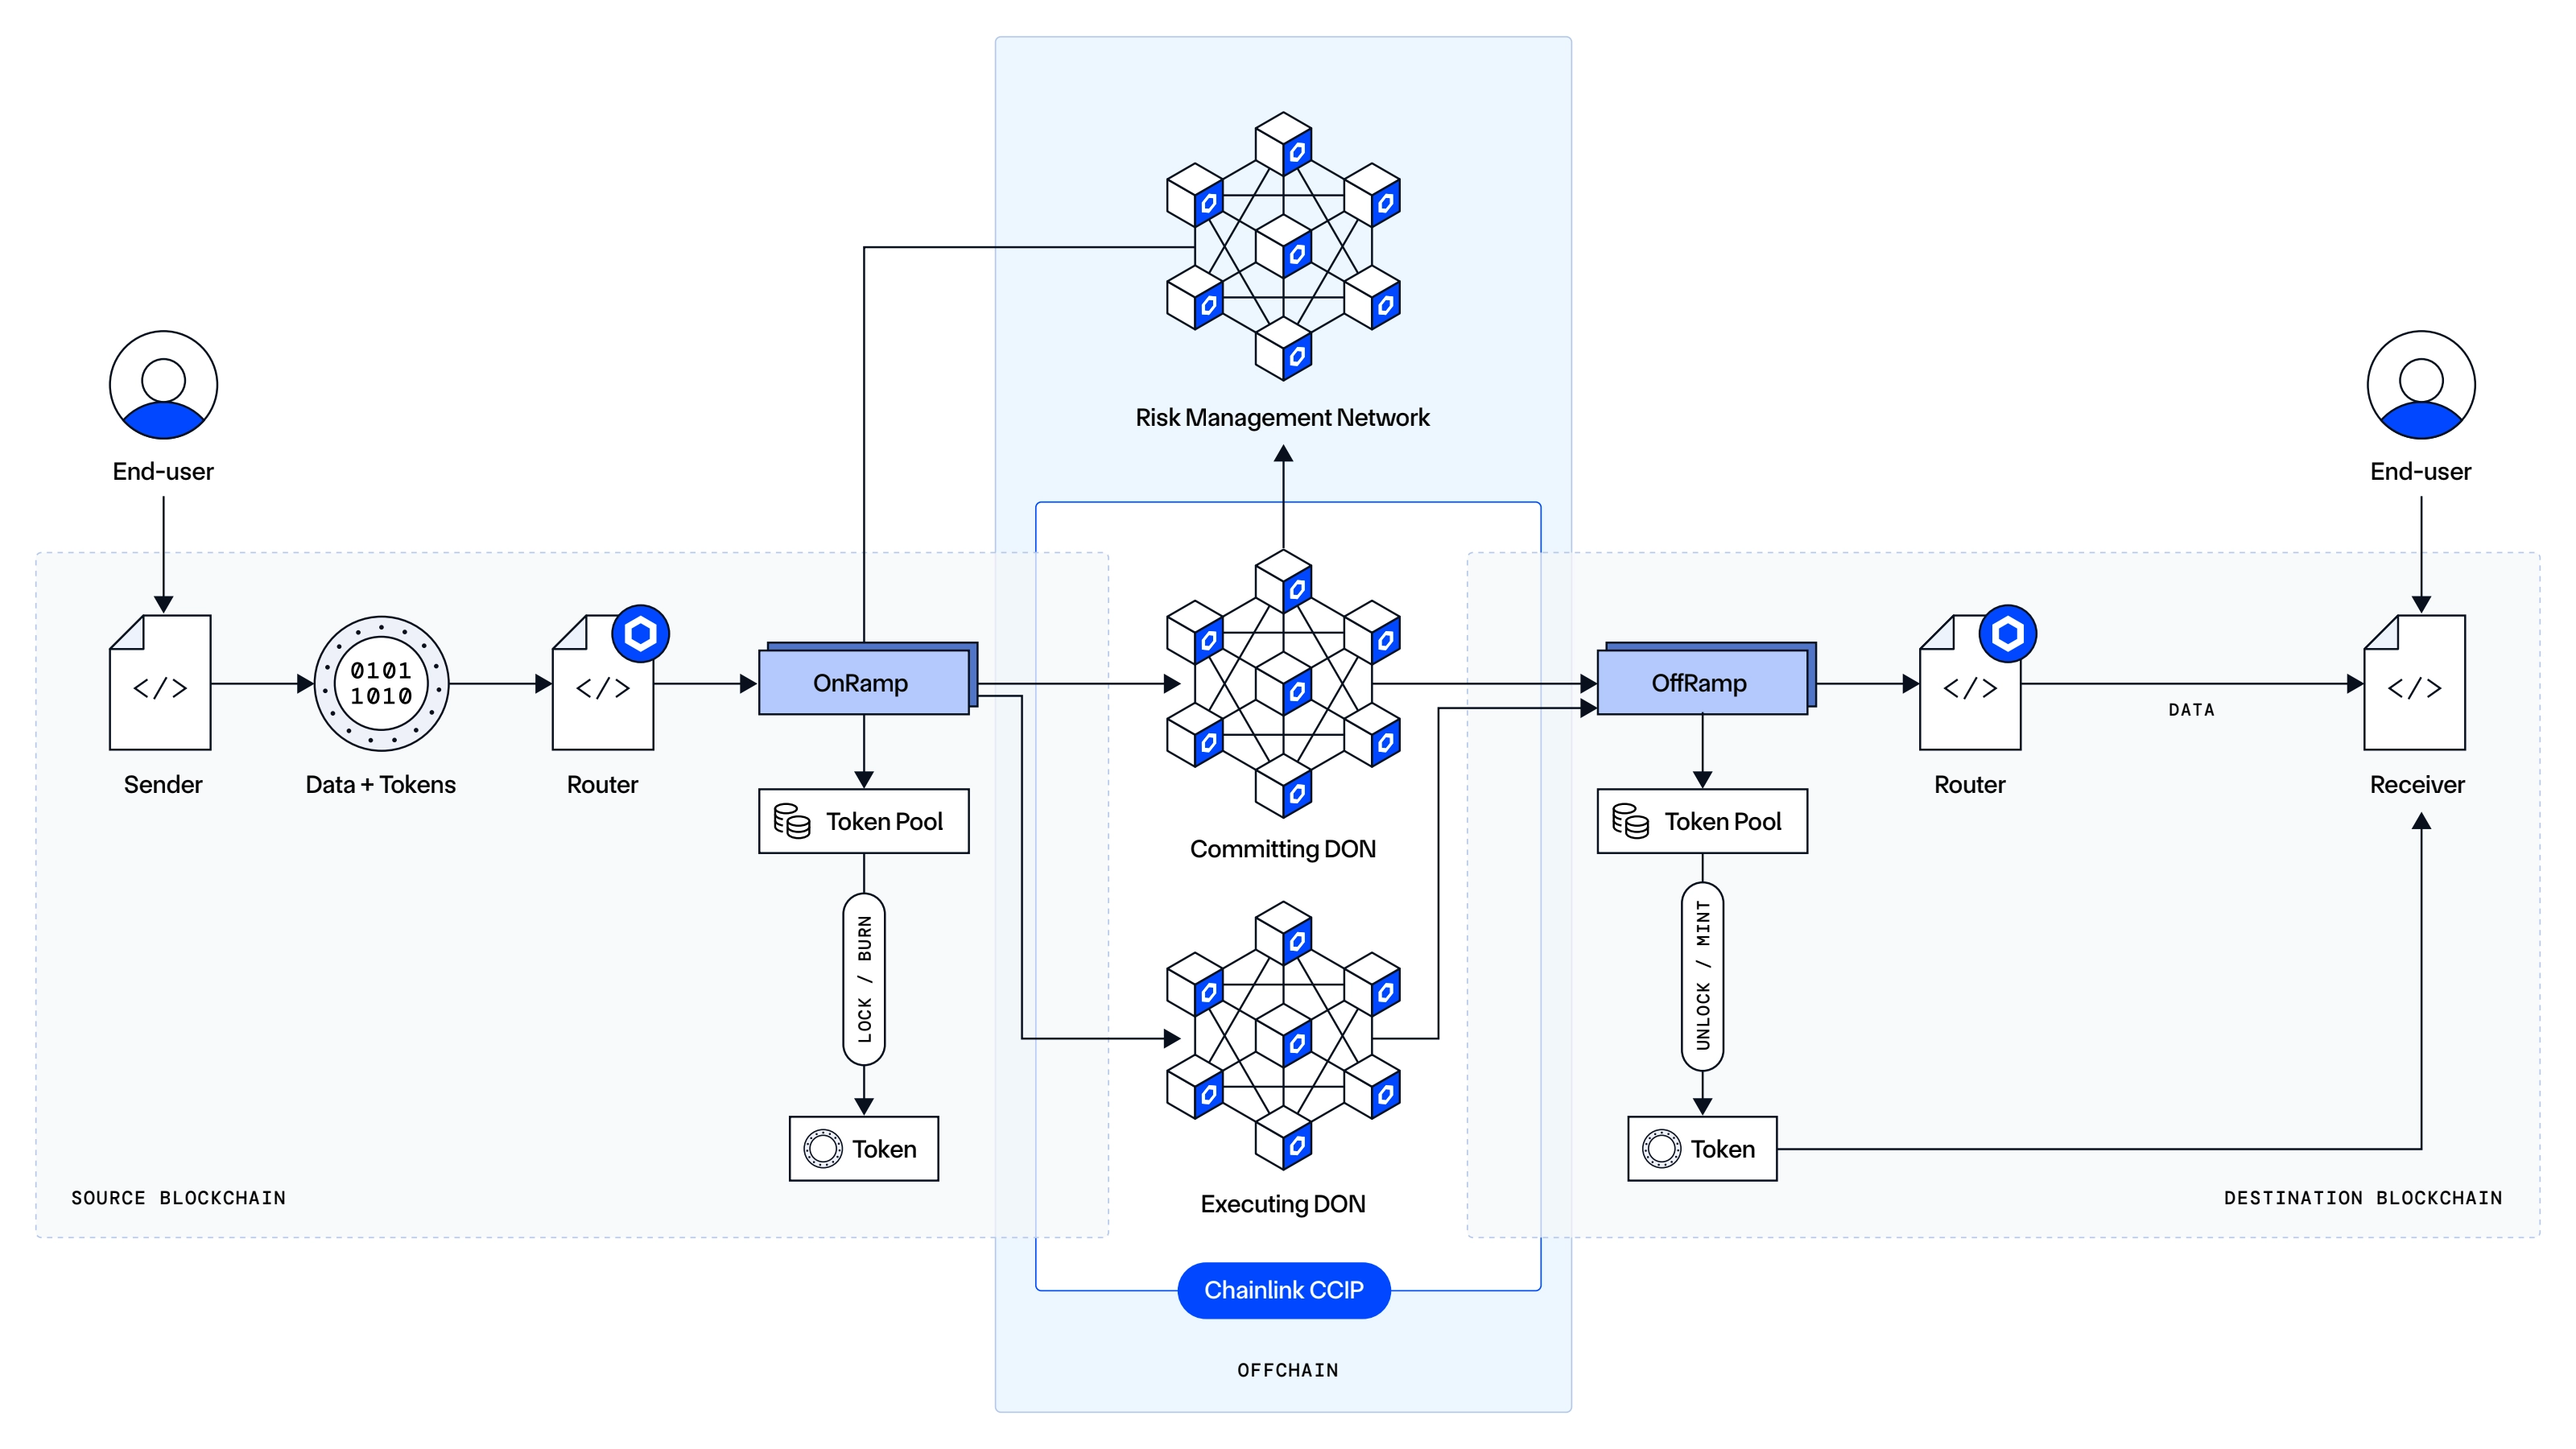 Risk Management Network
End-user
End-user
</>
Sender
0101
1010
Data + Tokens
</>
Router
OnRamp
Token Pool
LOCK / BURN
Token
SOURCE BLOCKCHAIN
Committing DON
Executing DON
Chainlink CCIP
OFFCHAIN
OffRamp
Token Pool
UNLOCK / MINT
Token
</>
Router
DATA
</>
Receiver
DESTINATION BLOCKCHAIN